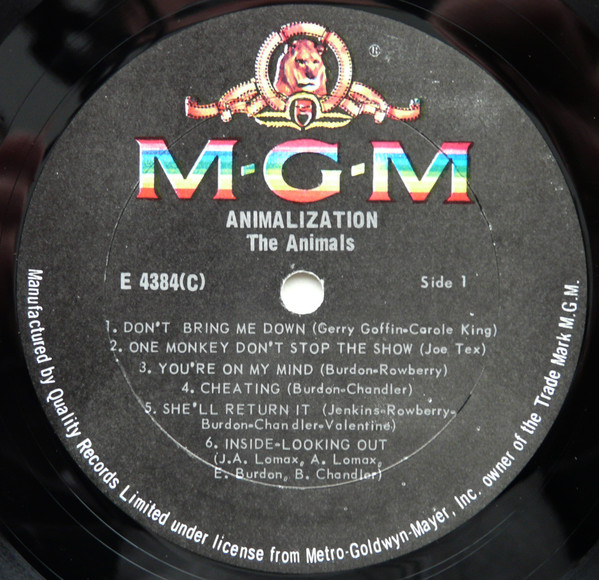 ®
M·G·M
ANIMALIZATION
The Animals
E 4384(C) Side 1
1. DON'T BRING ME DOWN (Gerry Goffin-Carole King)
2. ONE MONKEY DON'T STOP THE SHOW (Joe Tex)
3. YOU'RE ON MY MIND (Burdon-Rowberry)
4. CHEATING (Burdon-Chandler)
5. SHE'LL RETURN IT (Jenkins-Rowberry-
Burdon-Chandler-Valentine)
6. INSIDE-LOOKING OUT
(J.A. Lomax, A. Lomax,
E. Burdon, B. Chandler)
Manufactured by Quality Records Limited under license from Metro-Goldwyn-Mayer, Inc. owner of the Trade Mark M.G.M.